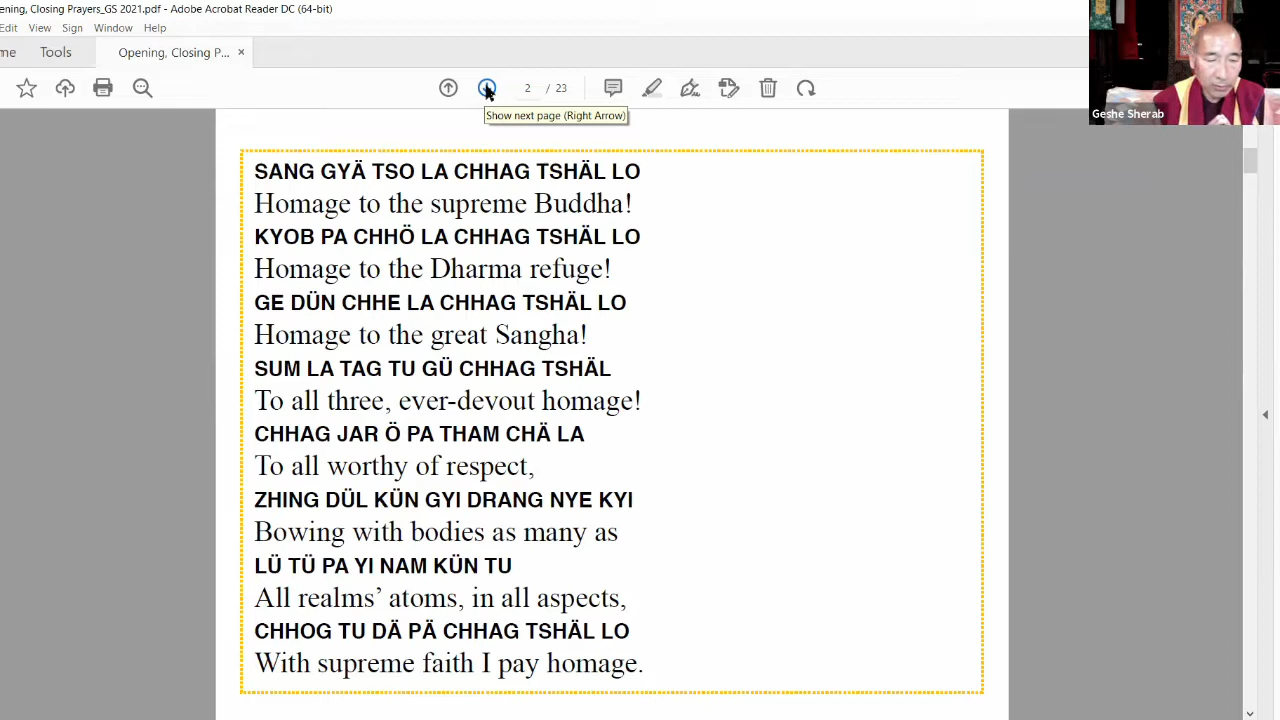 ening, Closing Prayers_GS 2021.pdf - Adobe Acrobat Reader DC (64-bit)
Edit View Sign Window Help
me Tools Opening, Closing P... ×
2 / 23
Show next page (Right Arrow)
Geshe Sherab
SANG GYÄ TSO LA CHHAG TSHÄL LO
Homage to the supreme Buddha!
KYOB PA CHHÖ LA CHHAG TSHÄL LO
Homage to the Dharma refuge!
GE DÜN CHHE LA CHHAG TSHÄL LO
Homage to the great Sangha!
SUM LA TAG TU GÜ CHHAG TSHÄL
To all three, ever-devout homage!
CHHAG JAR Ö PA THAM CHÄ LA
To all worthy of respect,
ZHING DÜL KÜN GYI DRANG NYE KYI
Bowing with bodies as many as
LÜ TÜ PA YI NAM KÜN TU
All realms’ atoms, in all aspects,
CHHOG TU DÄ PÄ CHHAG TSHÄL LO
With supreme faith I pay homage.